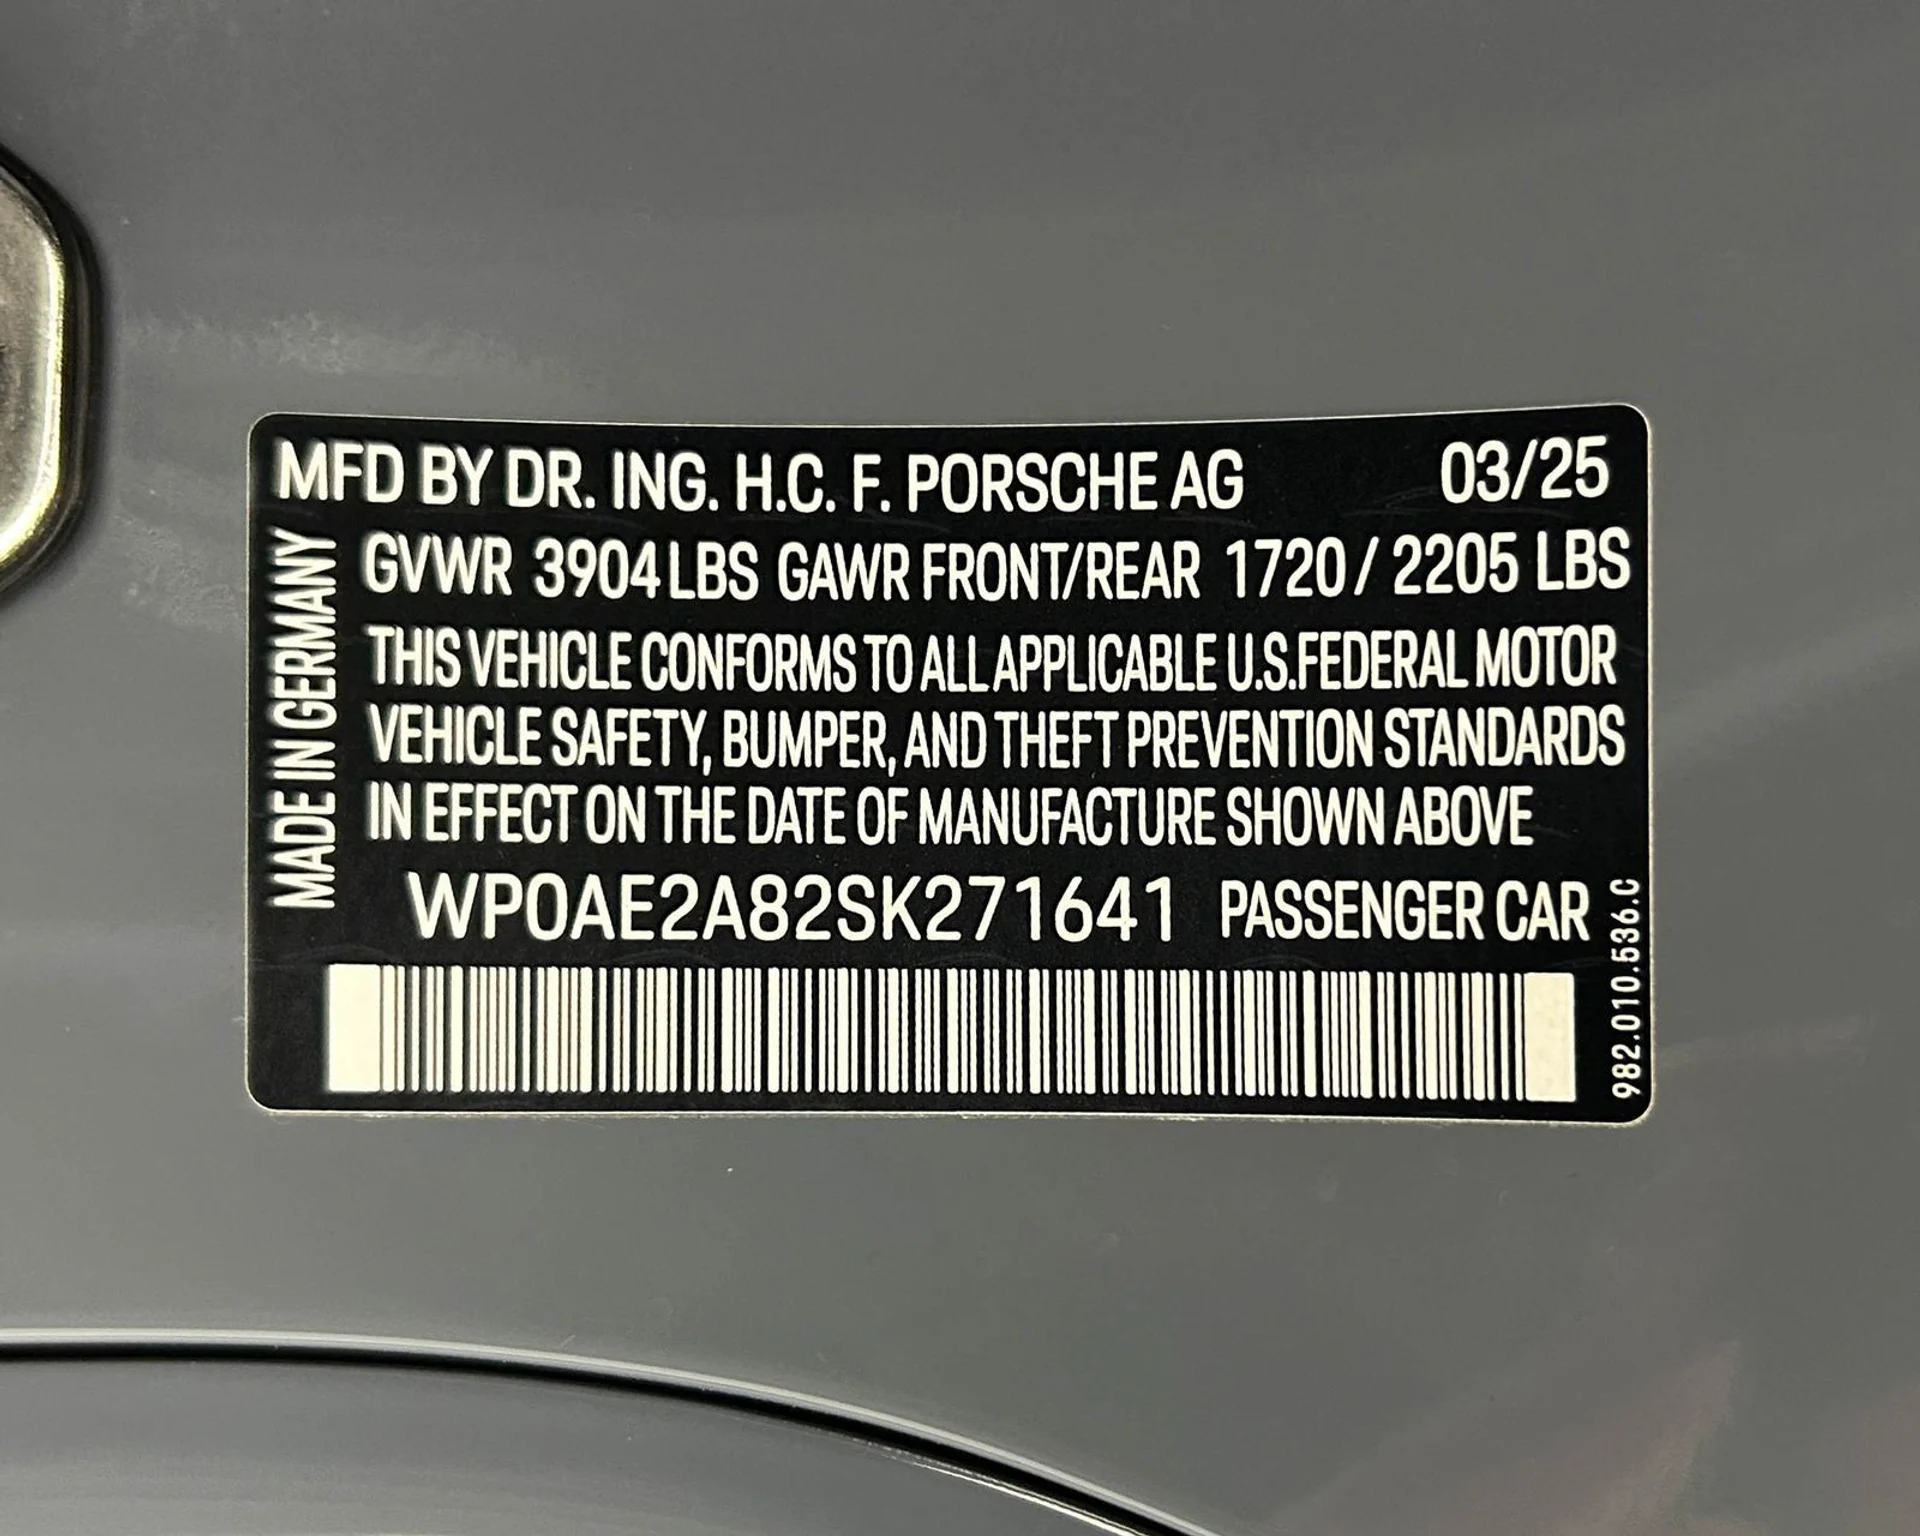 MFD BY DR. ING. H.C. F. PORSCHE AG 03/25
MADE IN GERMANY
GVWR 3904 LBS GAWR FRONT/REAR 1720 / 2205 LBS
THIS VEHICLE CONFORMS TO ALL APPLICABLE U.S.FEDERAL MOTOR
VEHICLE SAFETY, BUMPER, AND THEFT PREVENTION STANDARDS
IN EFFECT ON THE DATE OF MANUFACTURE SHOWN ABOVE
WP0AE2A82SK271641 PASSENGER CAR
982.010.536.C